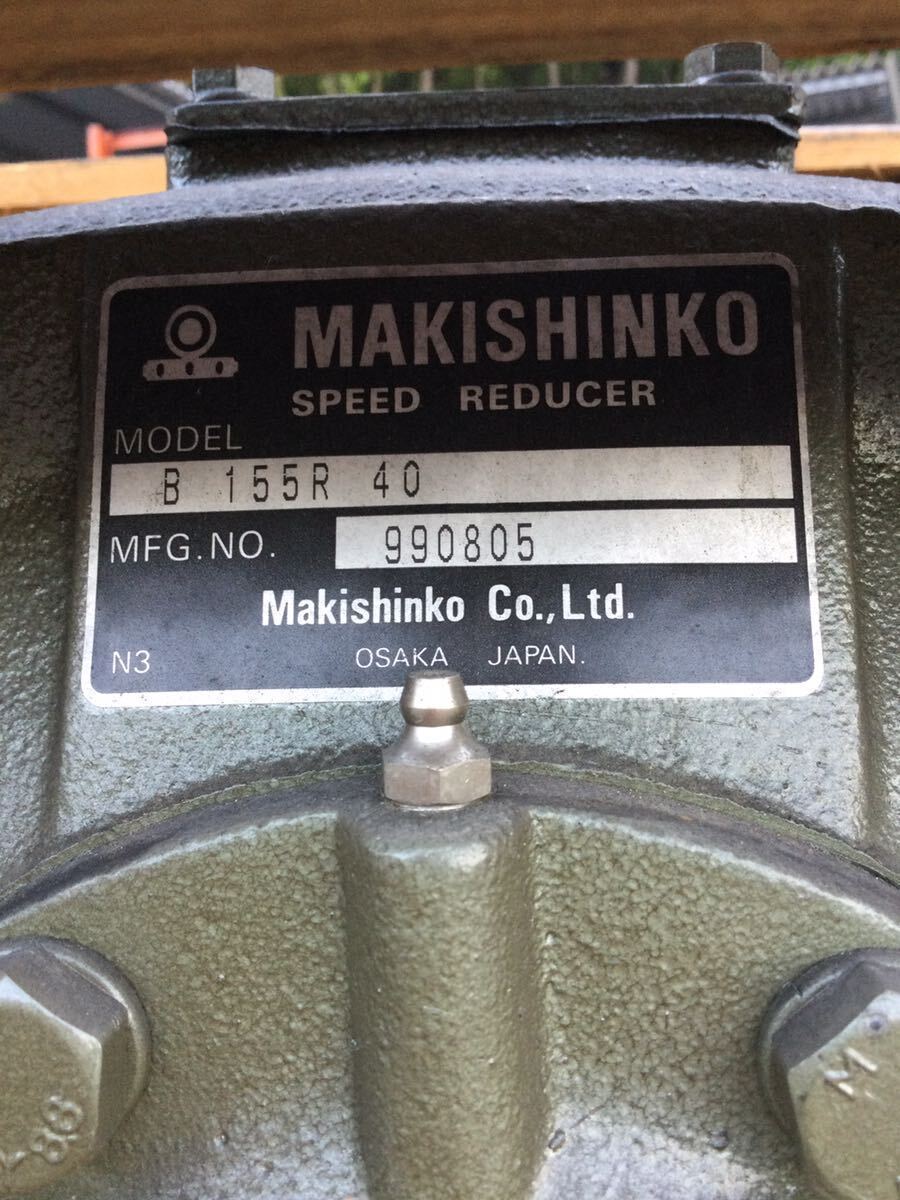 MAKISHINKO
SPEED REDUCER
MODEL
B 155R 40
MFG.NO. 990805
Makishinko Co.,Ltd.
N3 OSAKA JAPAN.
M